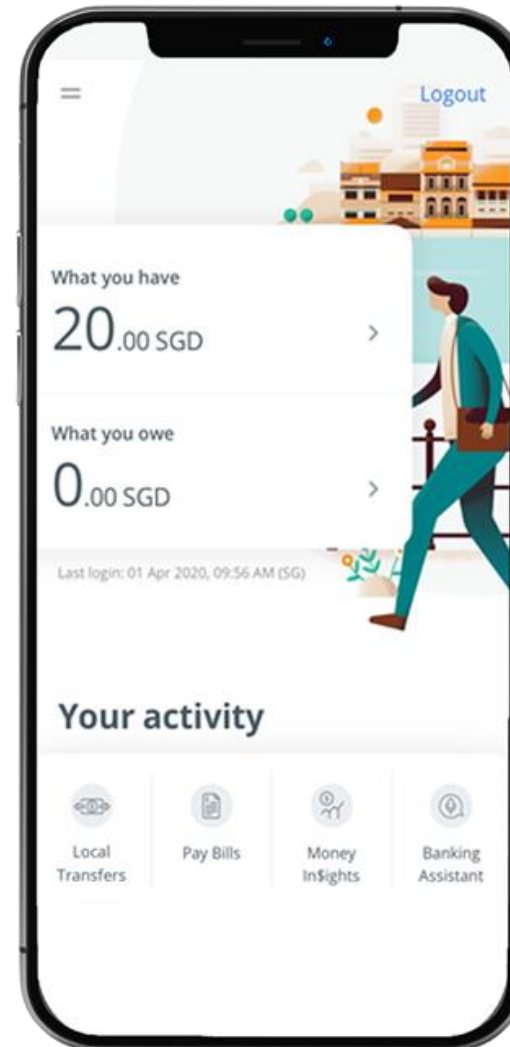 Logout
What you have
20.00 SGD
What you owe
0.00 SGD
Last login: 01 Apr 2020, 09:56 AM (SG)
Your activity
Local
Transfers
Pay Bills
Money
In$ights
Banking
Assistant